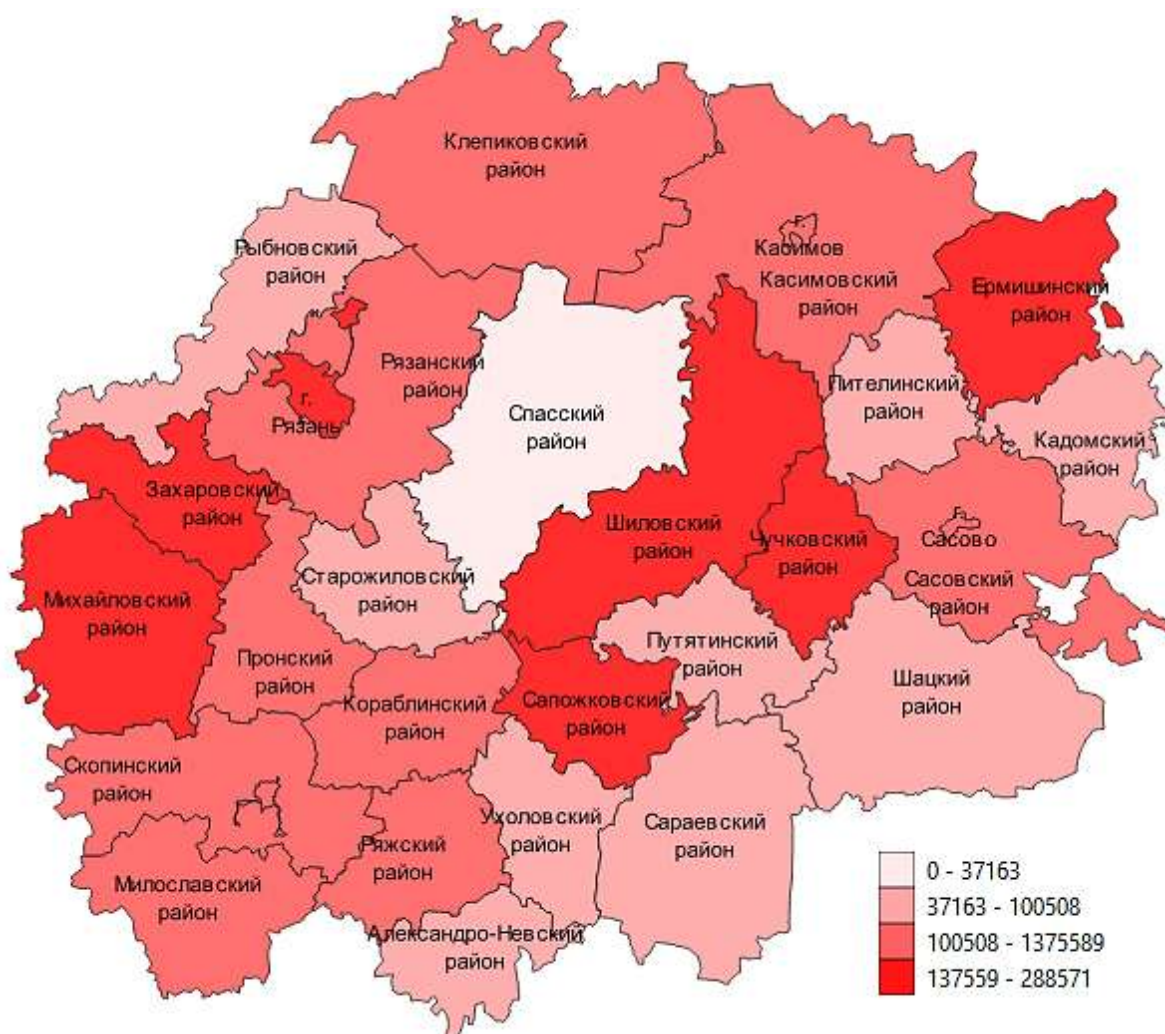 Клепиковский
район
Рыбновский
район
г.
Касимов
Касимовский
район
Ермишинский
район
Рязанский
район
г.
Рязань
Спасский
район
Пителинский
район
Кадомский
район
Захаровский
район
Шиловский
район
Чучковский
район
г.
Сасово
Сасовский
район
Михайловский
район
Старожиловский
район
Пронский
район
Путятинский
район
Шацкий
район
Кораблинский
район
Сапожковский
район
Скопинский
район
Ухоловский
район
Сараевский
район
Ряжский
район
Милославский
район
Александро-Невский
район
0 - 37163
37163 - 100508
100508 - 1375589
137559 - 288571